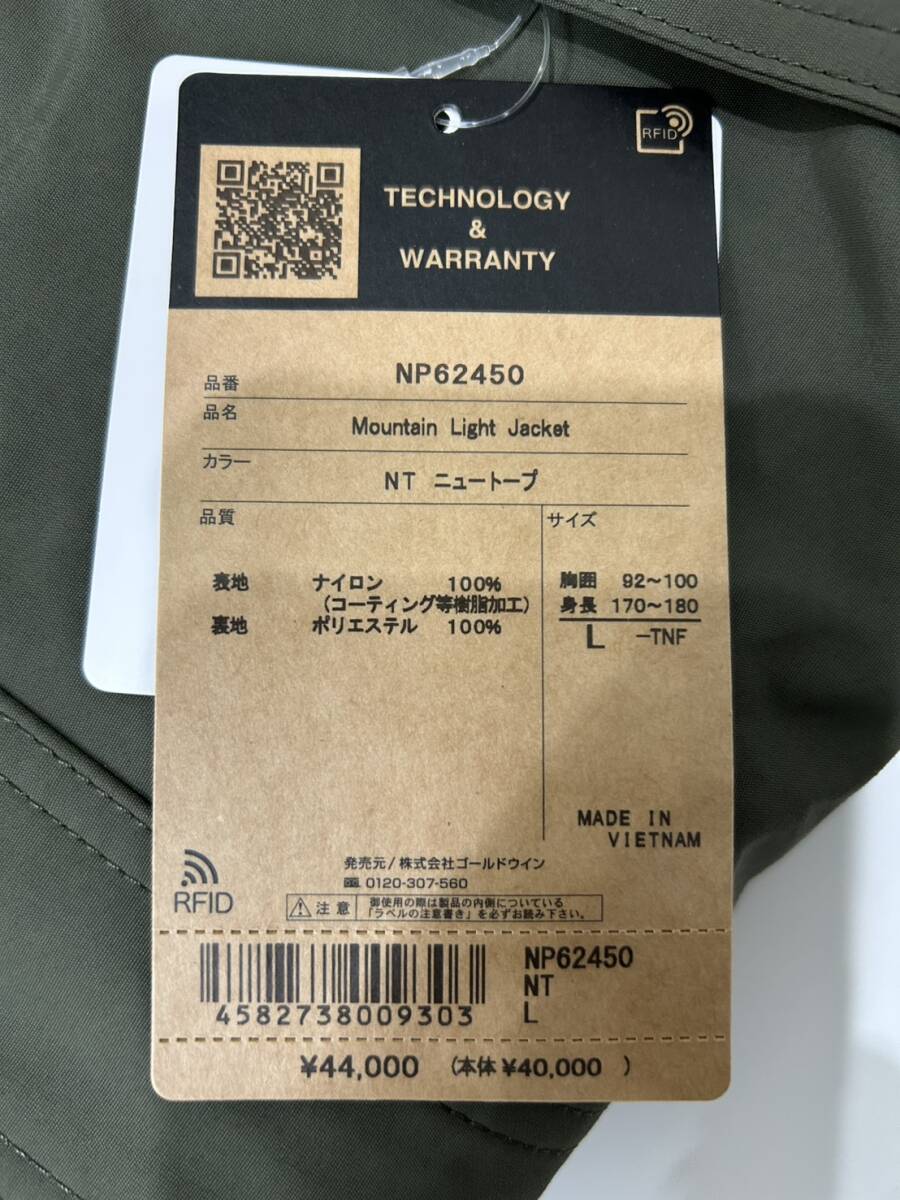 RFID
TECHNOLOGY
&
WARRANTY
品番 NP62450
品名 Mountain Light Jacket
カラー NT ニュートープ
品質
表地 ナイロン 100%
(コーティング等樹脂加工)
裏地 ポリエステル 100%
サイズ
胸囲 92～100
身長 170～180
L -TNF
MADE IN
VIETNAM
発売元/株式会社ゴールドウイン
0120-307-560
RFID
注意 御使用の際は製品の内側についている
「ラベルの注意書き」を必ずお読み下さい。
4582738009303
NP62450
NT
L
¥44,000 (本体 ¥40,000 )